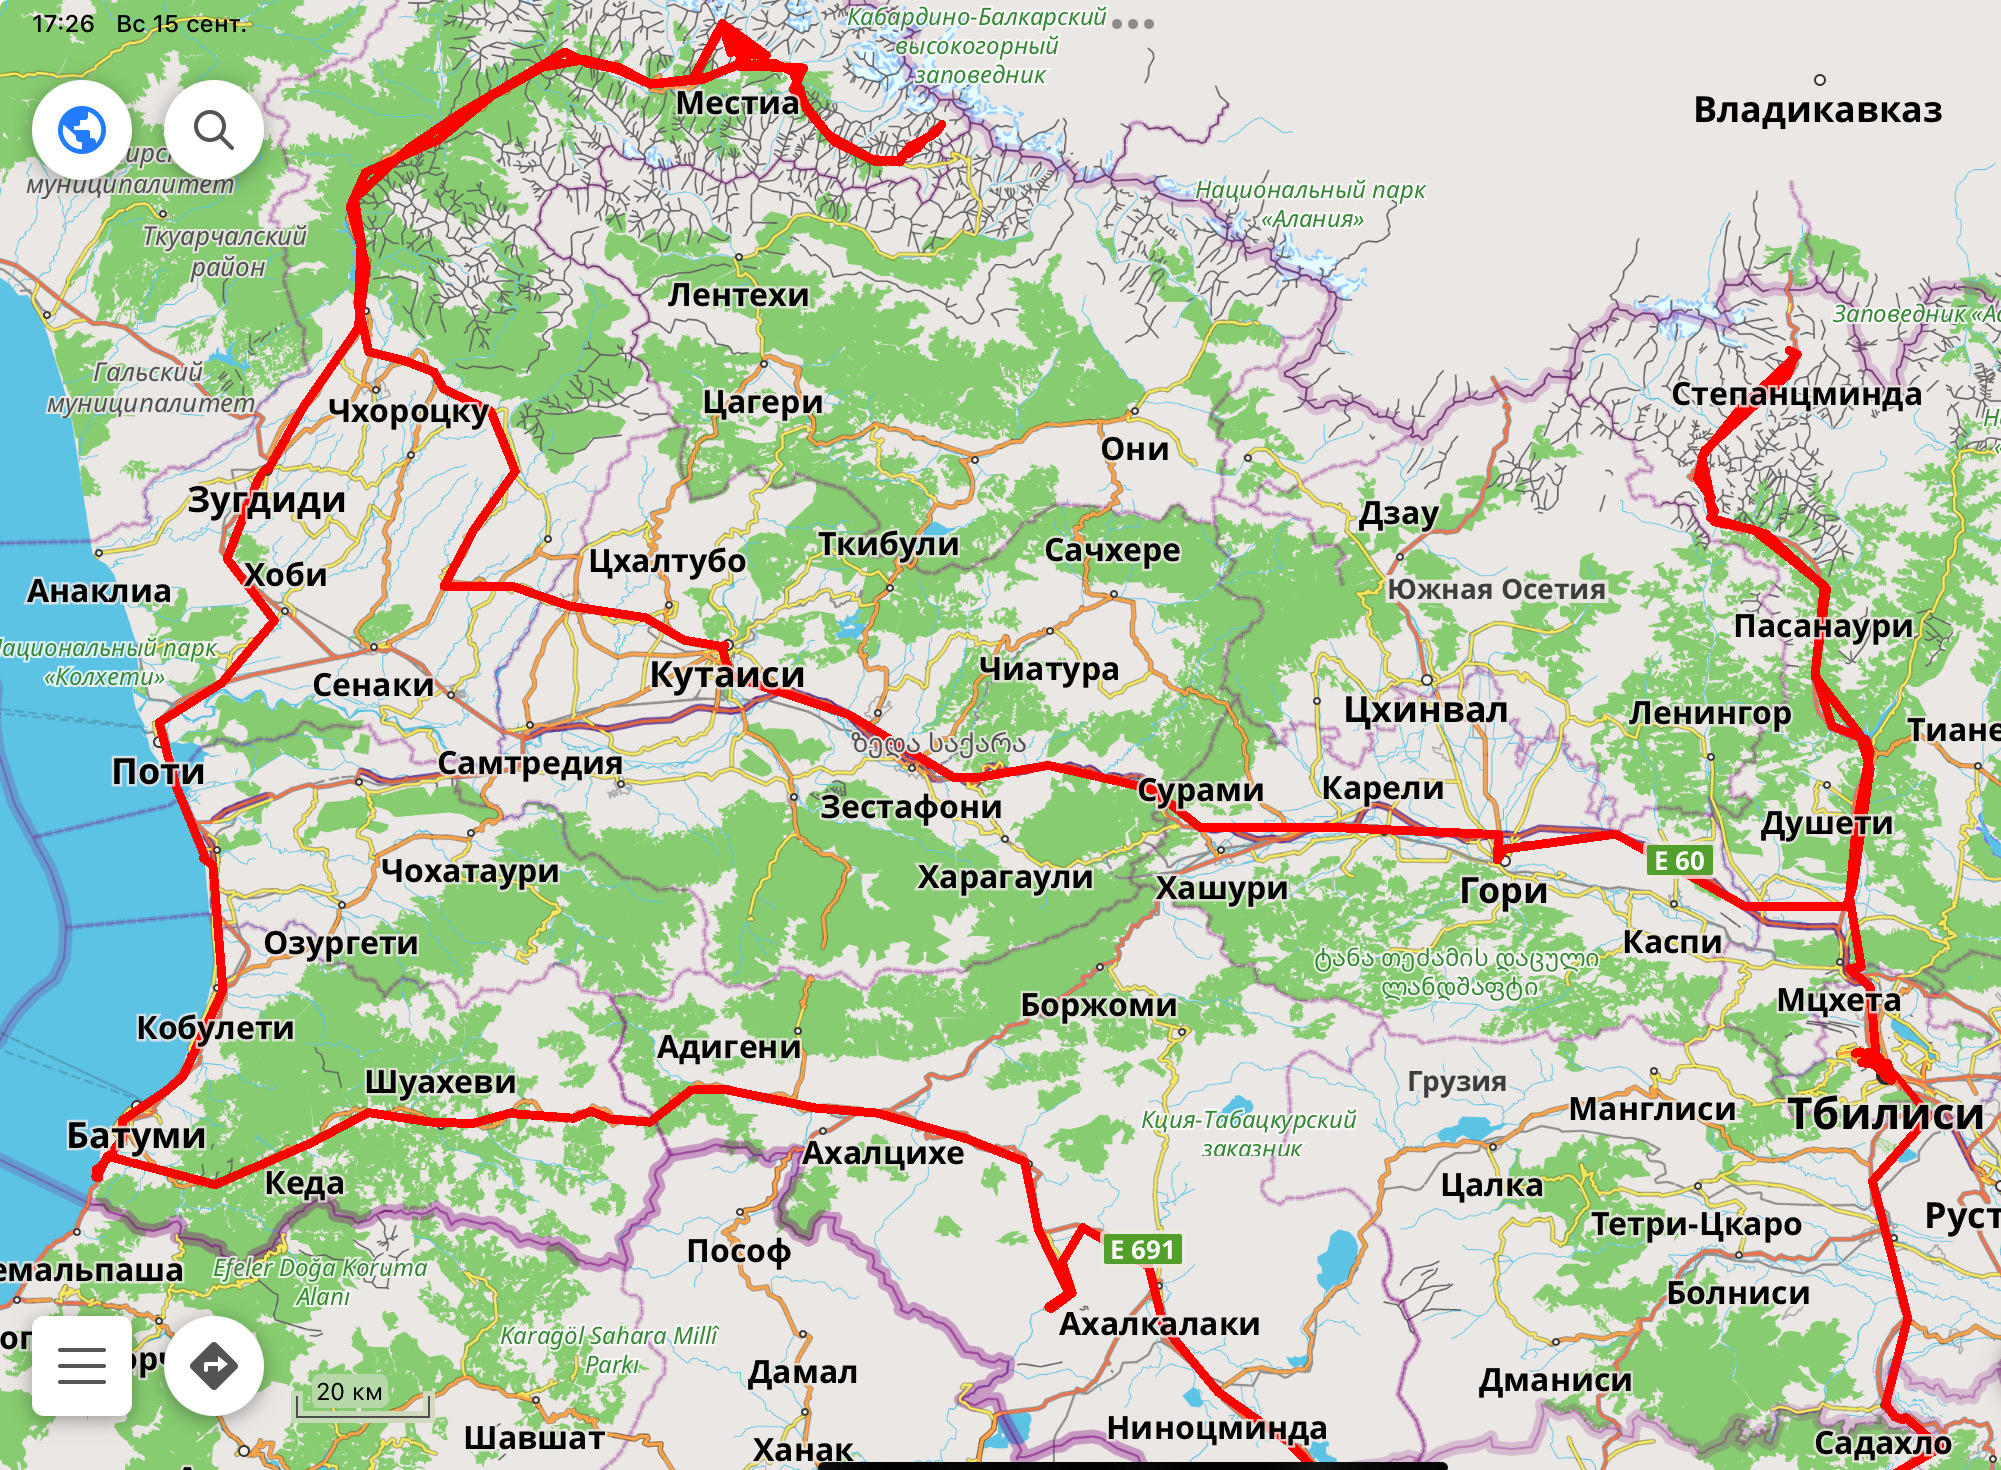 17:26 Вс 15 сент.
Кабардино-Балкарский
высокогорный
заповедник
Местиа
Владикавказ
муниципалитет
Национальный парк
«Алания»
Ткуарчалский
район
Лентехи
Заповедник
Гальский
муниципалитет
Чхороцку
Цагери
Степанцминда
Они
Зугдиди
Дзау
Цхалтубо
Ткибули
Сачхере
Хоби
Анаклиа
Южная Осетия
Пасанаури
парк
«Колхети»
Сенаки
Кутаиси
Чиатура
Цхинвал
Ленингор
Тиане
ზედა საქარა
Поти
Самтредия
Сурами
Карели
Зестафони
Душети
E 60
Чохатаури
Харагаули
Хашури
Гори
Озургети
Каспи
ტანა თეძამის დაცული
ლანდშაფტი
Боржоми
Мцхета
Кобулети
Адигени
Шуахеви
Грузия
Манглиси
Тбилиси
Кция-Табацкурский
заказник
Батуми
Ахалцихе
Кеда
Цалка
Тетри-Цкаро
Руст
Пософ
E 691
емальпаша
Efeler Doğa Koruma
Alanı
Болниси
Ахалкалаки
Karagöl Sahara Millî
Parkı
Дамал
Дманиси
20 км
Шавшат
Ханак
Ниноцминда
Садахло